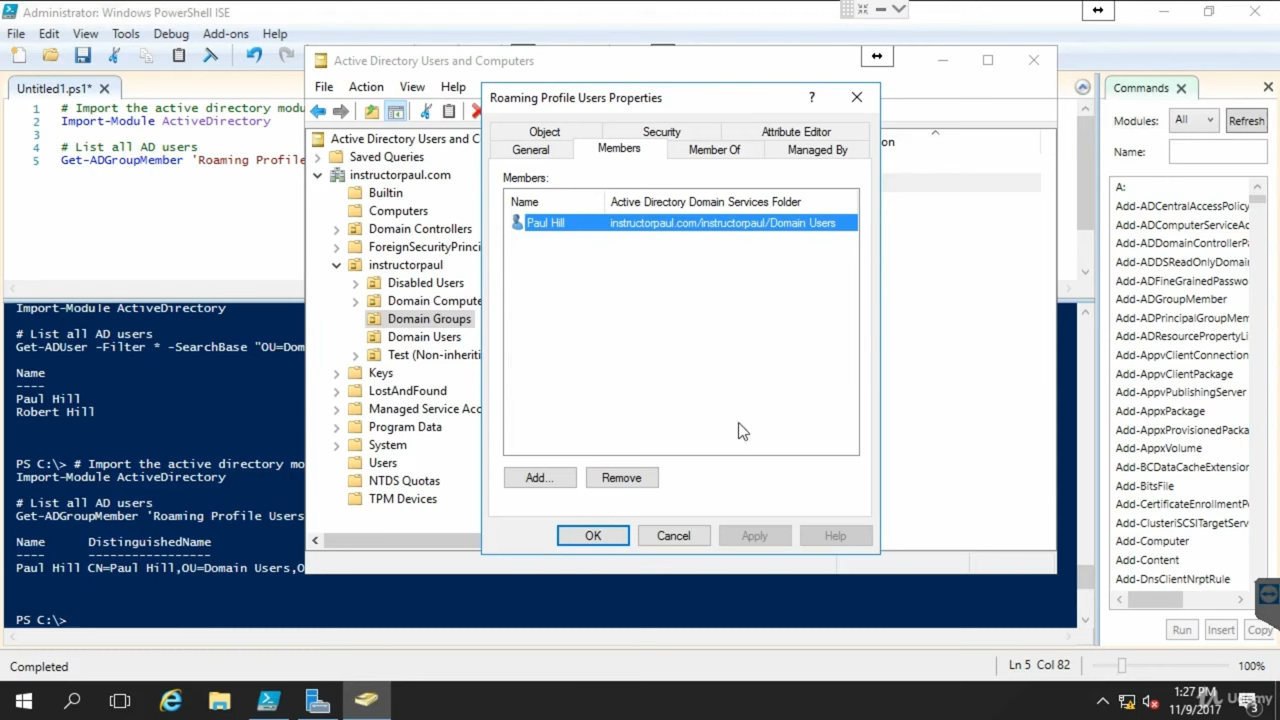 Administrator: Windows PowerShell ISE
File Edit View Tools Debug Add-ons Help
Untitled1.ps1*
1 # Import the active directory modu
2 Import-Module ActiveDirectory
3
4 # List all AD users
5 Get-ADGroupMember 'Roaming Profile
Import-Module ActiveDirectory
# List all AD users
Get-ADUser -Filter * -SearchBase "OU=Dom
Name
----
Paul Hill
Robert Hill
PS C:\> # Import the active directory mo
Import-Module ActiveDirectory
# List all AD users
Get-ADGroupMember 'Roaming Profile Users
Name DistinguishedName
---- -----------------
Paul Hill CN=Paul Hill,OU=Domain Users,O
PS C:\>
Completed
Ln 5 Col 82
100%
Active Directory Users and Computers
File Action View Help
Active Directory Users and C
Saved Queries
instructorpaul.com
Builtin
Computers
Domain Controllers
ForeignSecurityPrinci
instructorpaul
Disabled Users
Domain Compute
Domain Groups
Domain Users
Test (Non-inheriti
Keys
LostAndFound
Managed Service Acc
Program Data
System
Users
NTDS Quotas
TPM Devices
on
Roaming Profile Users Properties
?
Object Security Attribute Editor
General Members Member Of Managed By
Members:
Name Active Directory Domain Services Folder
Paul Hill instructorpaul.com/instructorpaul/Domain Users
Add... Remove
OK Cancel Apply Help
Commands
Modules: All Refresh
Name:
A:
Add-ADCentralAccessPolicy
Add-ADComputerServiceAc
Add-ADDomainControllerPa
Add-ADDSReadOnlyDomai
Add-ADFineGrainedPasswo
Add-ADGroupMember
Add-ADPrincipalGroupMem
Add-ADResourcePropertyLi
Add-AppvClientConnection
Add-AppvClientPackage
Add-AppvPublishingServer
Add-AppxPackage
Add-AppxProvisionedPacka
Add-AppxVolume
Add-BCDataCacheExtension
Add-BitsFile
Add-CertificateEnrollmentPo
Add-ClusteriSCSITargetServ
Add-Computer
Add-Content
Add-DnsClientNrptRule
Run Insert Copy
1:27 PM
11/9/2017
3
Udemy